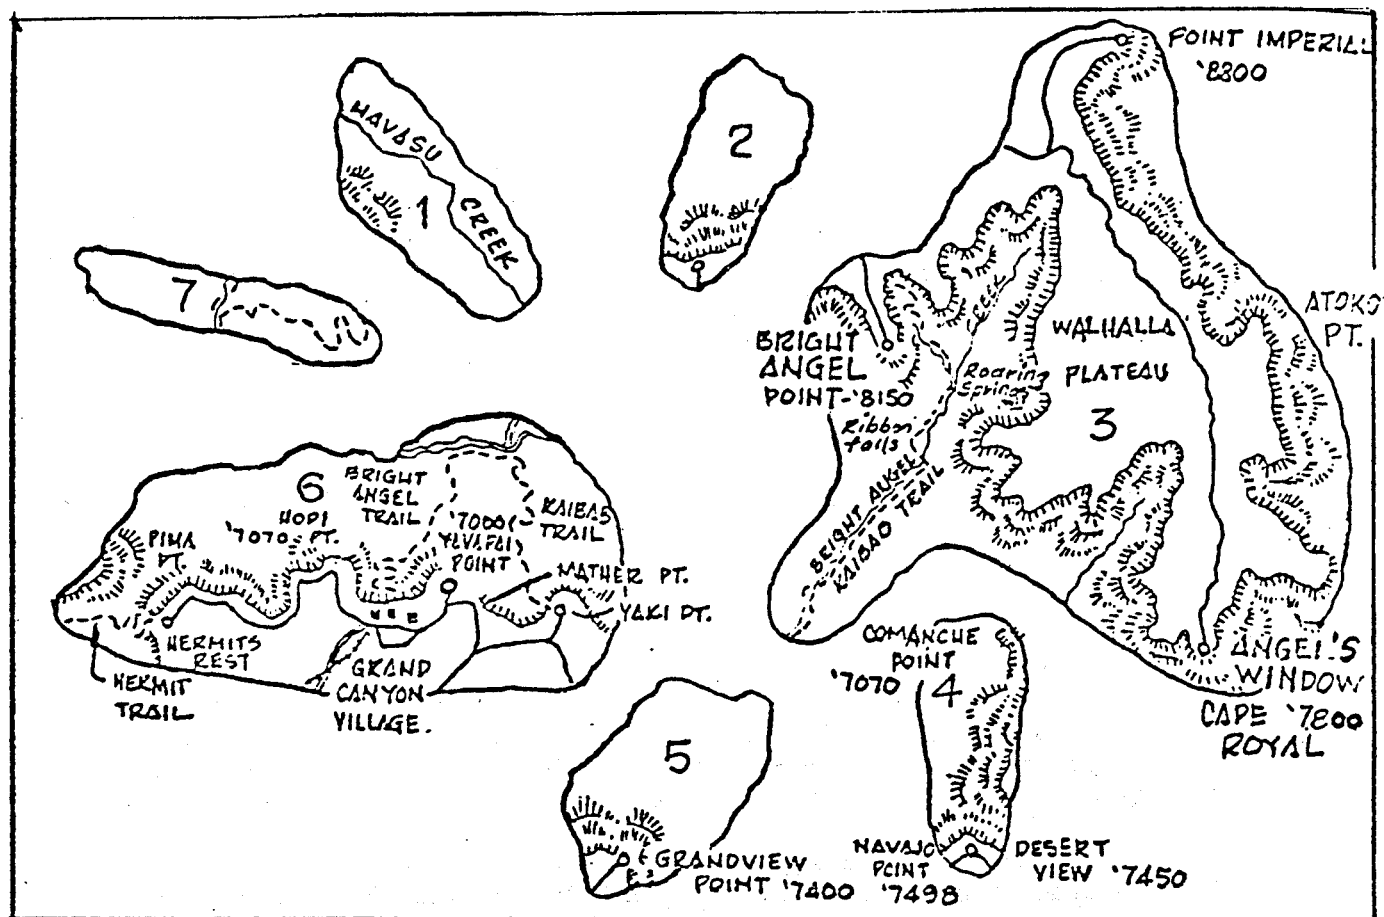 POINT IMPERIAL
'8800
HAVASU
CREEK
1
2
7
ATOKO
PT.
BRIGHT
ANGEL
POINT-'8150
CREEK
Roaring
Springs
WALHALLA
PLATEAU
3
Ribbon
falls
BRIGHT ANGEL
KAIBAB TRAIL
6
BRIGHT
ANGEL
TRAIL
HOPI
'7070 PT.
PIMA
PT.
'7000
YAVAPAI
POINT
KAIBAB
TRAIL
MATHER PT.
YAKI PT.
HERMITS
REST
HERMIT
TRAIL
GRAND
CANYON
VILLAGE.
COMANCHE
POINT
'7070
4
ANGEL'S
WINDOW
CAPE '7800
ROYAL
5
GRANDVIEW
POINT '7400
NAVAJO
POINT
'7498
DESERT
VIEW '7450